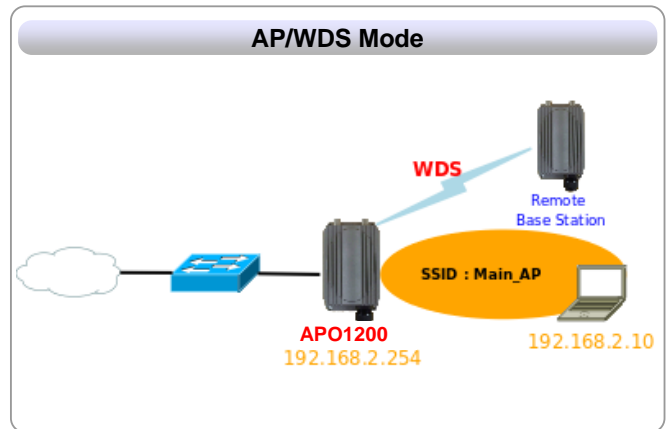 AP/WDS Mode
WDS
Remote
Base Station
SSID : Main_AP
APO1200
192.168.2.254
192.168.2.10